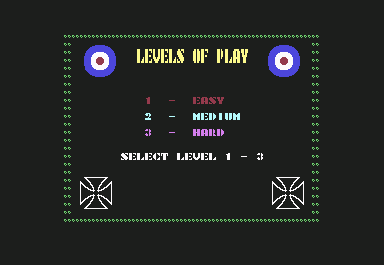 LEVELS OF PLAY
1 - EASY
2 - MEDIUM
3 - HARD
SELECT LEVEL 1 - 3